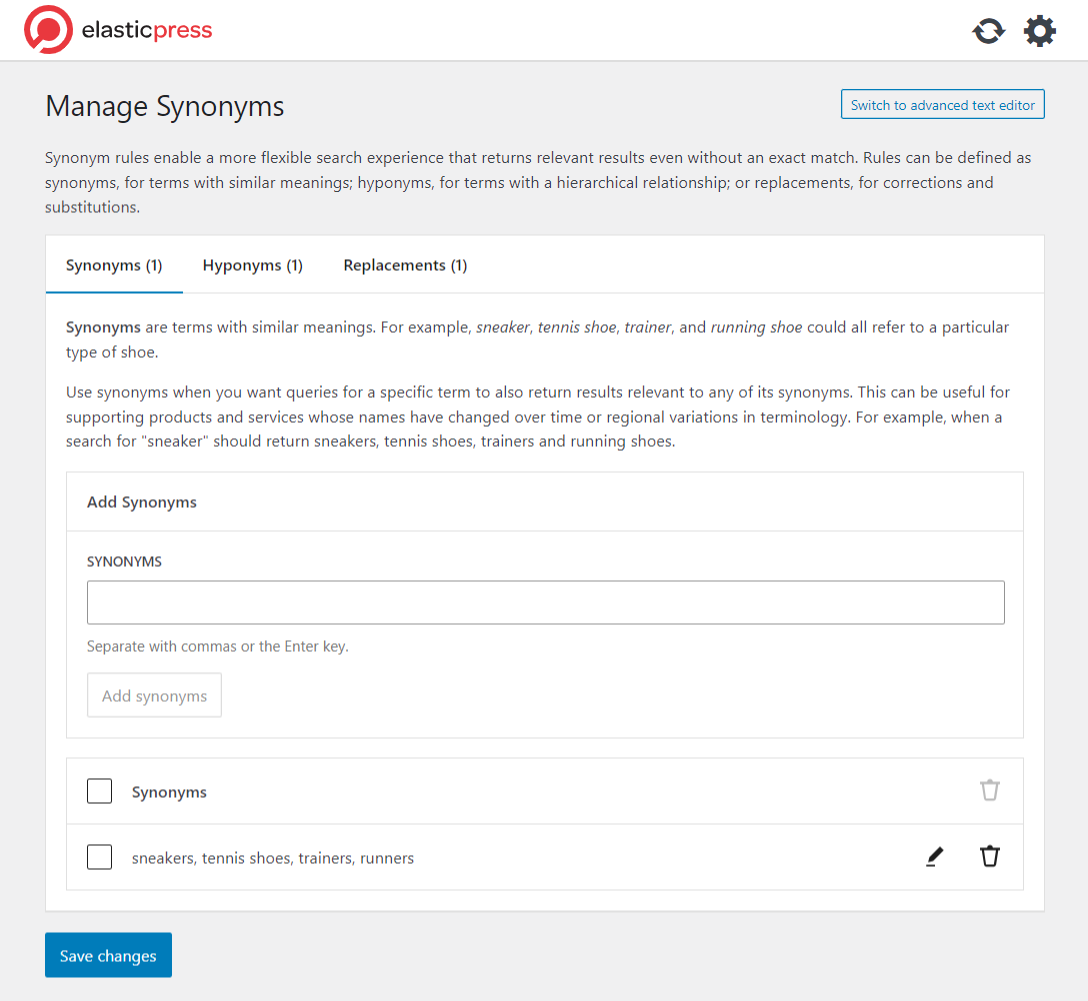 elasticpress
Manage Synonyms
Switch to advanced text editor
Synonym rules enable a more flexible search experience that returns relevant results even without an exact match. Rules can be defined as
synonyms, for terms with similar meanings; hyponyms, for terms with a hierarchical relationship; or replacements, for corrections and
substitutions.
Synonyms (1) Hyponyms (1) Replacements (1)
Synonyms are terms with similar meanings. For example, sneaker, tennis shoe, trainer, and running shoe could all refer to a particular
type of shoe.
Use synonyms when you want queries for a specific term to also return results relevant to any of its synonyms. This can be useful for
supporting products and services whose names have changed over time or regional variations in terminology. For example, when a
search for "sneaker" should return sneakers, tennis shoes, trainers and running shoes.
Add Synonyms
SYNONYMS
Separate with commas or the Enter key.
Add synonyms
Synonyms
sneakers, tennis shoes, trainers, runners
Save changes